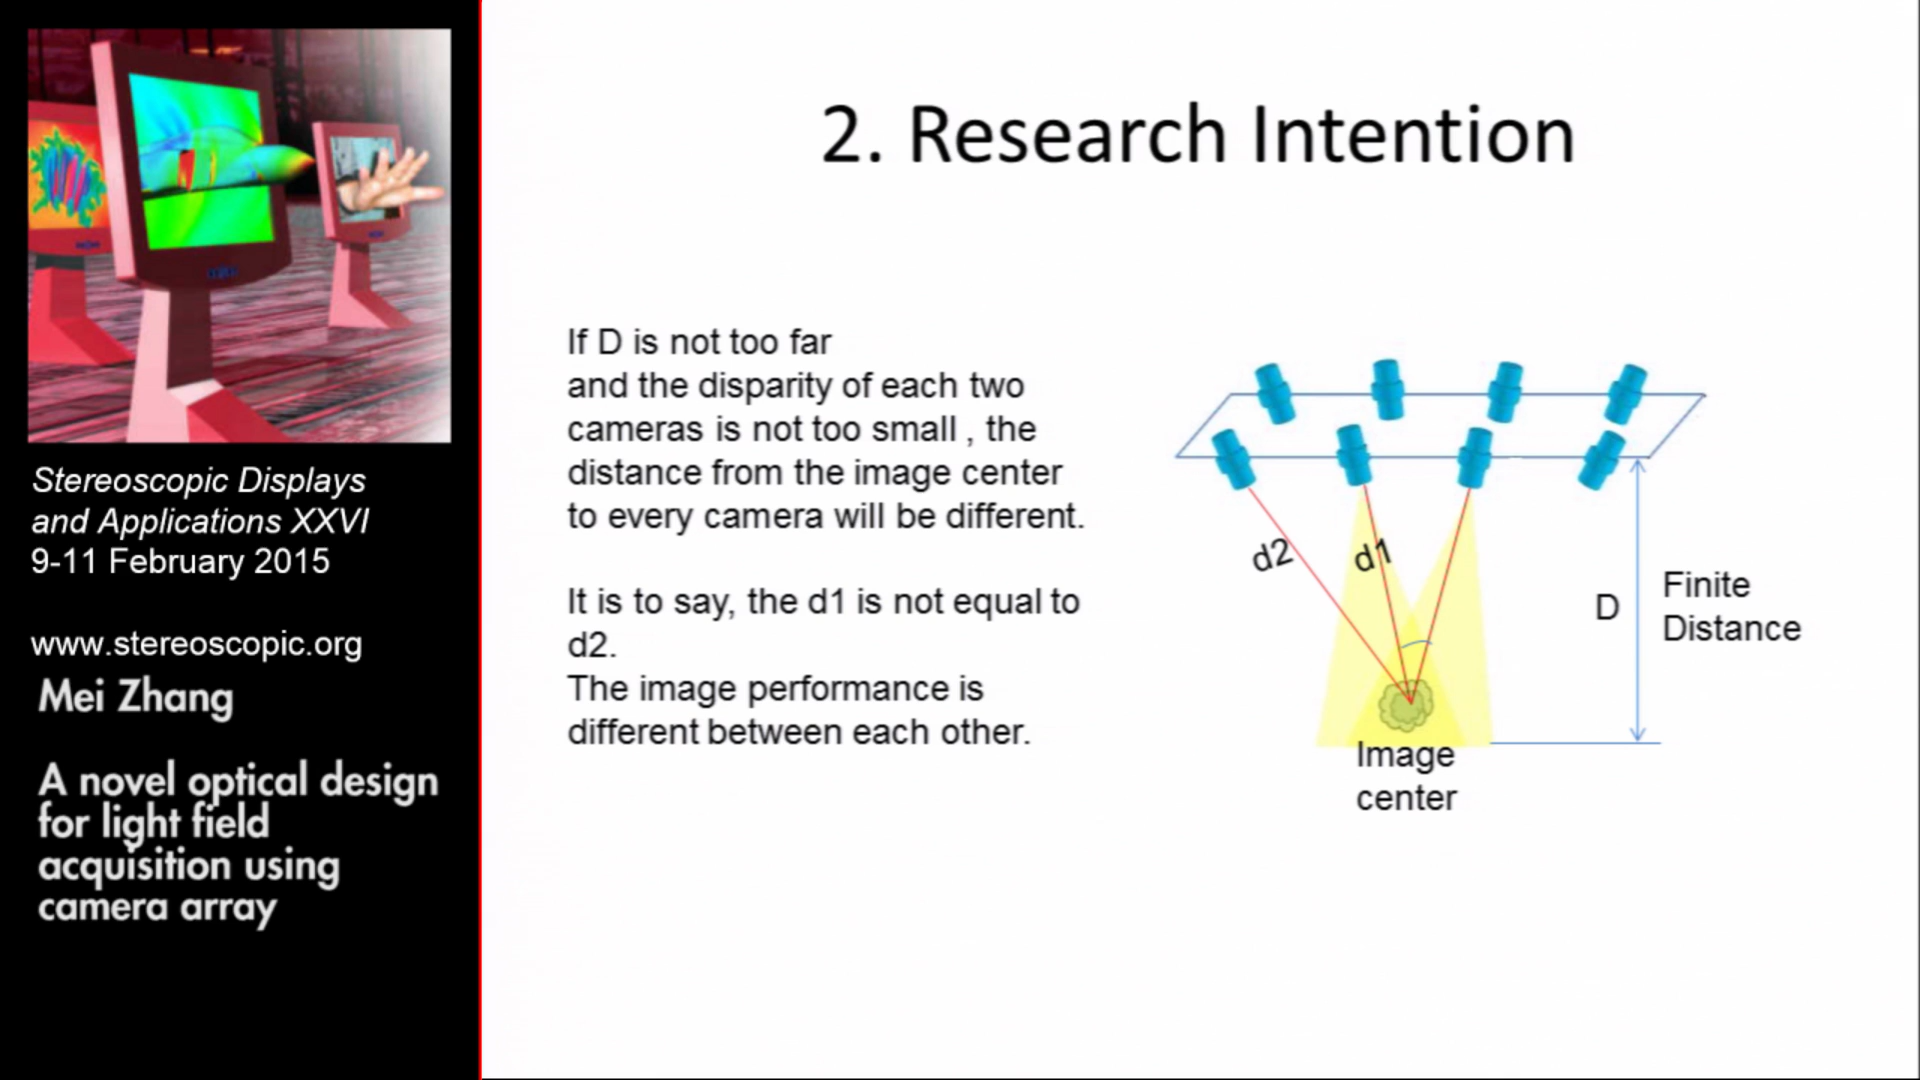 Stereoscopic Displays
and Applications XXVI
9-11 February 2015
www.stereoscopic.org
Mei Zhang
A novel optical design
for light field
acquisition using
camera array
2. Research Intention
If D is not too far
and the disparity of each two
cameras is not too small , the
distance from the image center
to every camera will be different.
It is to say, the d1 is not equal to
d2.
The image performance is
different between each other.
d2
d1
D
Finite
Distance
Image
center